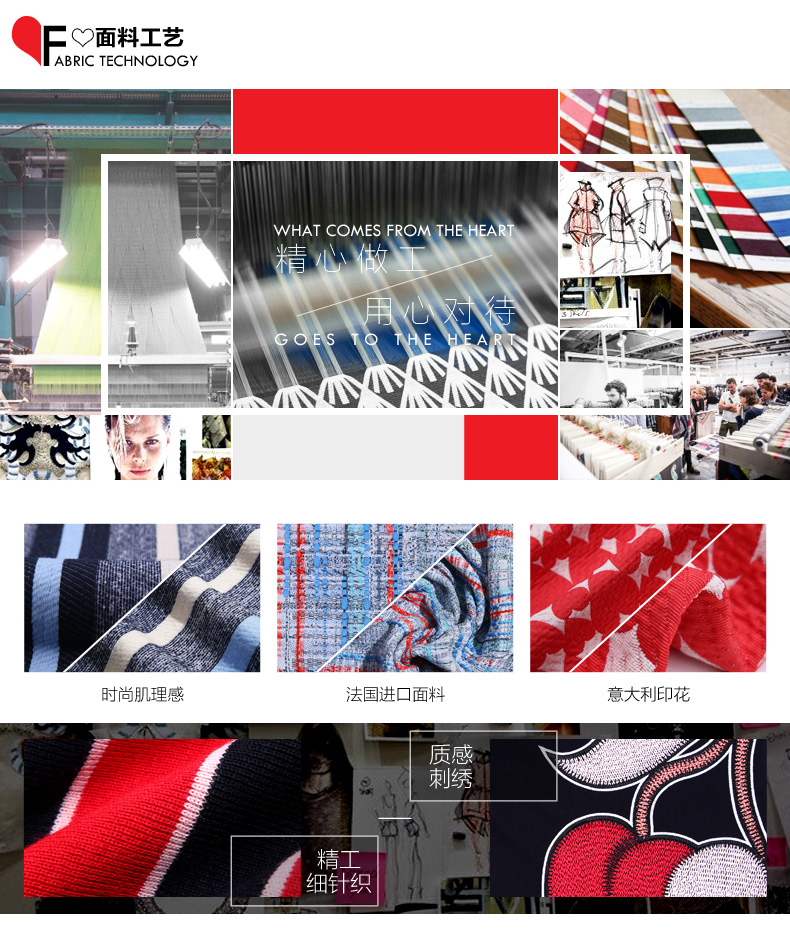 F♡面料工艺
ABRIC TECHNOLOGY
WHAT COMES FROM THE HEART
精心做工
用心对待
GOES TO THE HEART
时尚肌理感
法国进口面料
意大利印花
质感
刺绣
精工
细针织